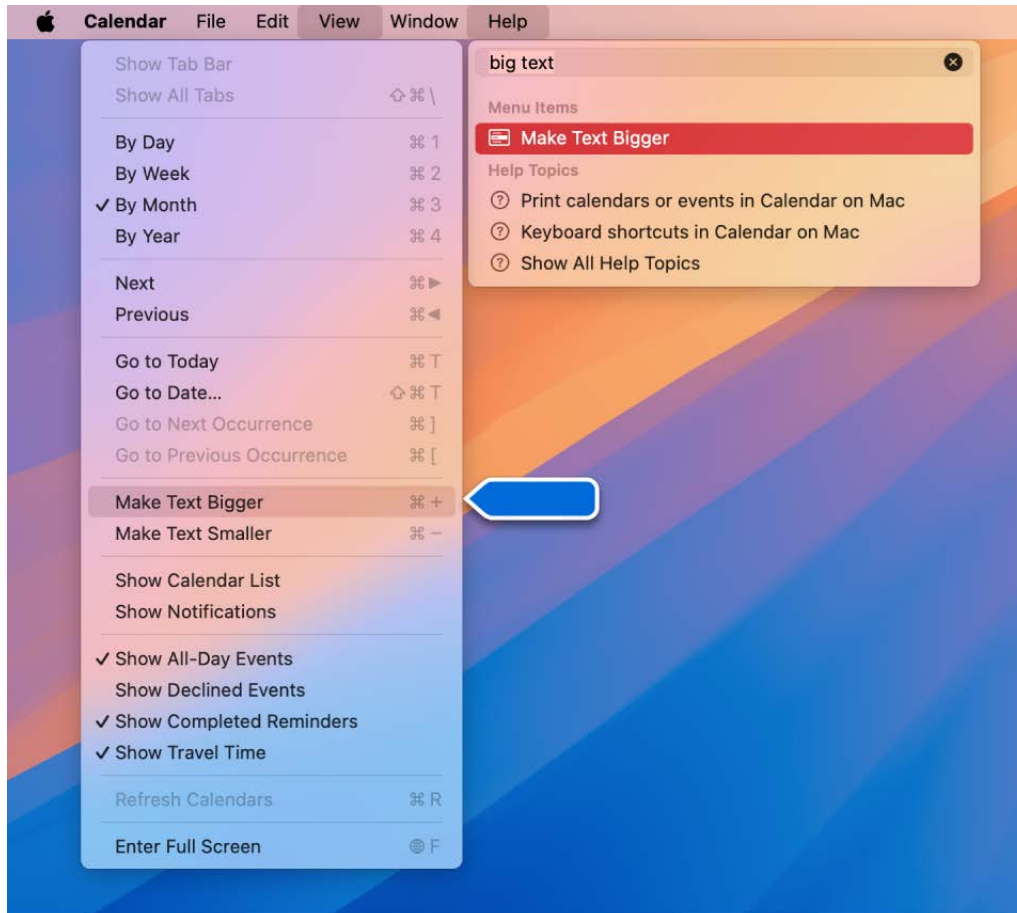 Calendar File Edit View Window Help
Show Tab Bar
Show All Tabs ⇧⌘\
By Day ⌘1
By Week ⌘2
✓ By Month ⌘3
By Year ⌘4
Next ⌘▶
Previous ⌘◀
Go to Today ⌘T
Go to Date... ⇧⌘T
Go to Next Occurrence ⌘]
Go to Previous Occurrence ⌘[
Make Text Bigger ⌘+
Make Text Smaller ⌘−
Show Calendar List
Show Notifications
✓ Show All-Day Events
Show Declined Events
✓ Show Completed Reminders
✓ Show Travel Time
Refresh Calendars ⌘R
Enter Full Screen 🌐F
big text
Menu Items
Make Text Bigger
Help Topics
Print calendars or events in Calendar on Mac
Keyboard shortcuts in Calendar on Mac
Show All Help Topics